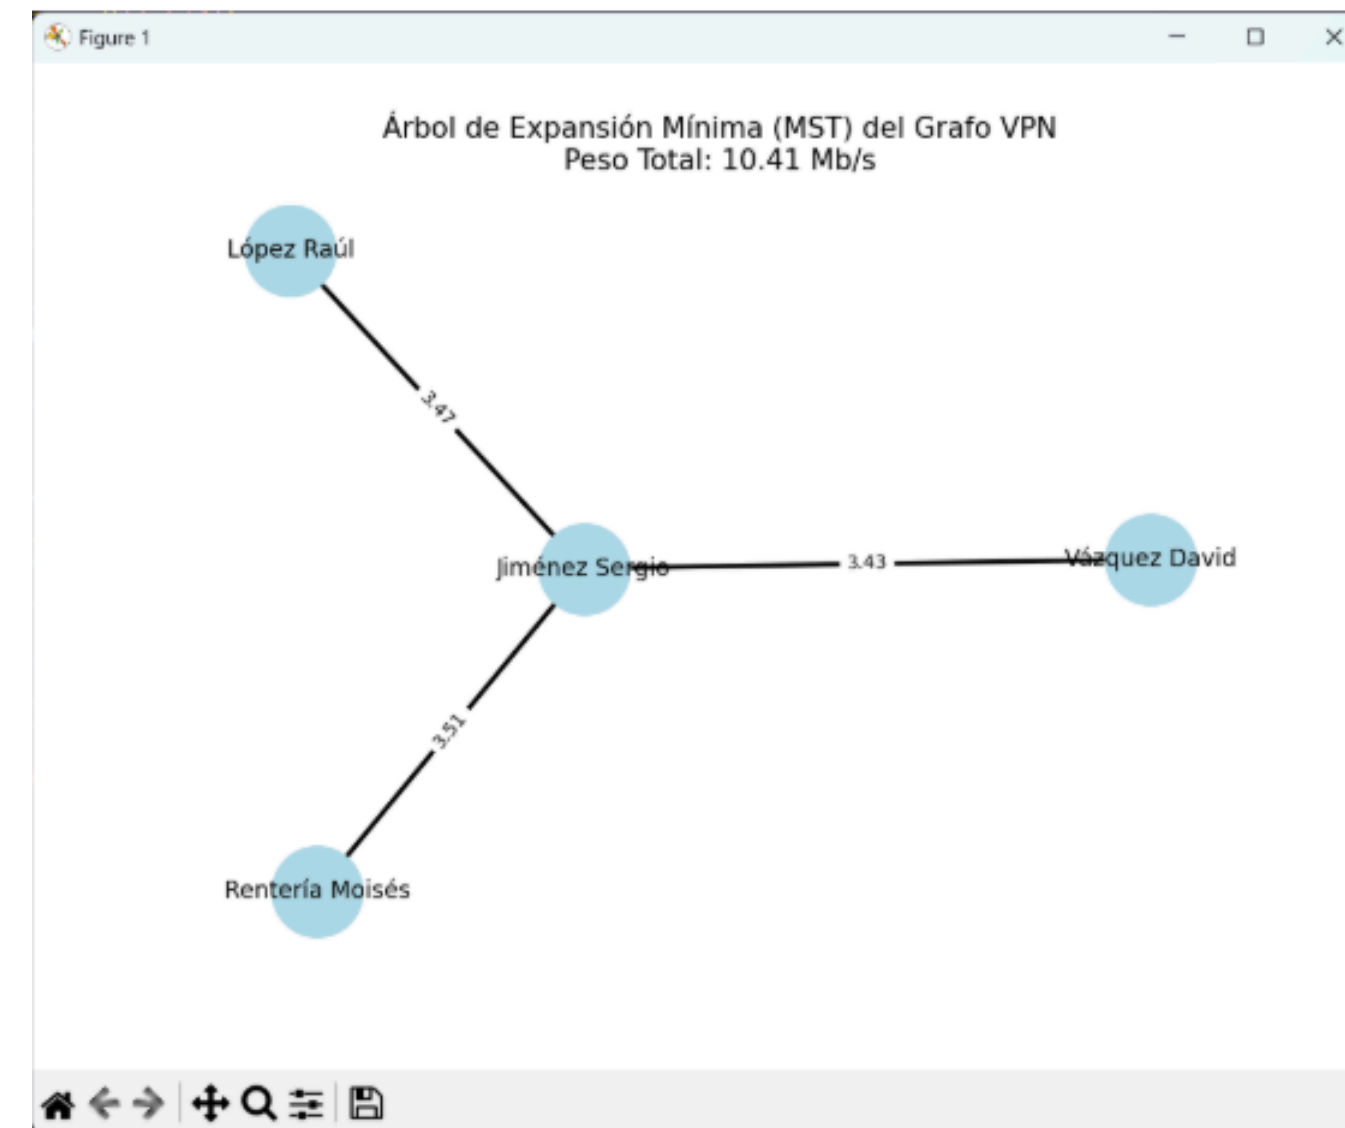 Figure 1
Árbol de Expansión Mínima (MST) del Grafo VPN
Peso Total: 10.41 Mb/s
López Raúl
3.47
Jiménez Sergio
3.43
Vázquez David
3.51
Rentería Moisés